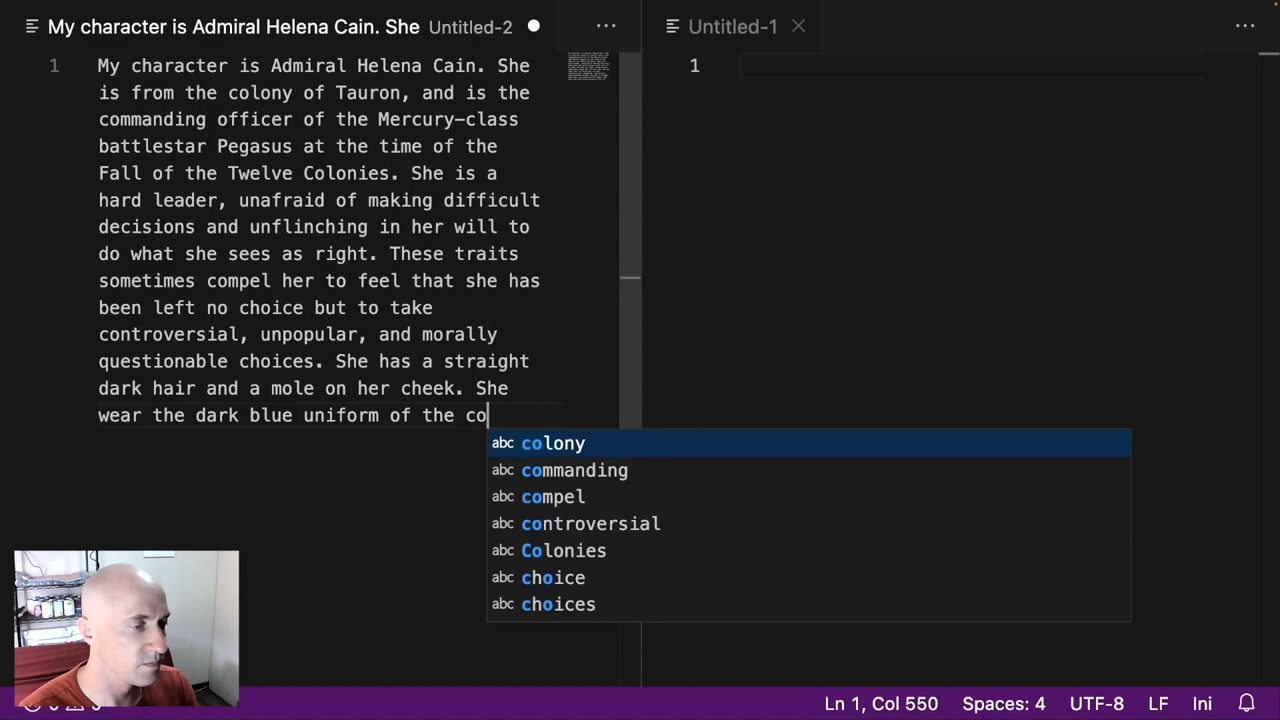 My character is Admiral Helena Cain. She Untitled-2
Untitled-1
1 My character is Admiral Helena Cain. She
is from the colony of Tauron, and is the
commanding officer of the Mercury-class
battlestar Pegasus at the time of the
Fall of the Twelve Colonies. She is a
hard leader, unafraid of making difficult
decisions and unflinching in her will to
do what she sees as right. These traits
sometimes compel her to feel that she has
been left no choice but to take
controversial, unpopular, and morally
questionable choices. She has a straight
dark hair and a mole on her cheek. She
wear the dark blue uniform of the co
1
abc colony
abc commanding
abc compel
abc controversial
abc Colonies
abc choice
abc choices
Ln 1, Col 550 Spaces: 4 UTF-8 LF Ini